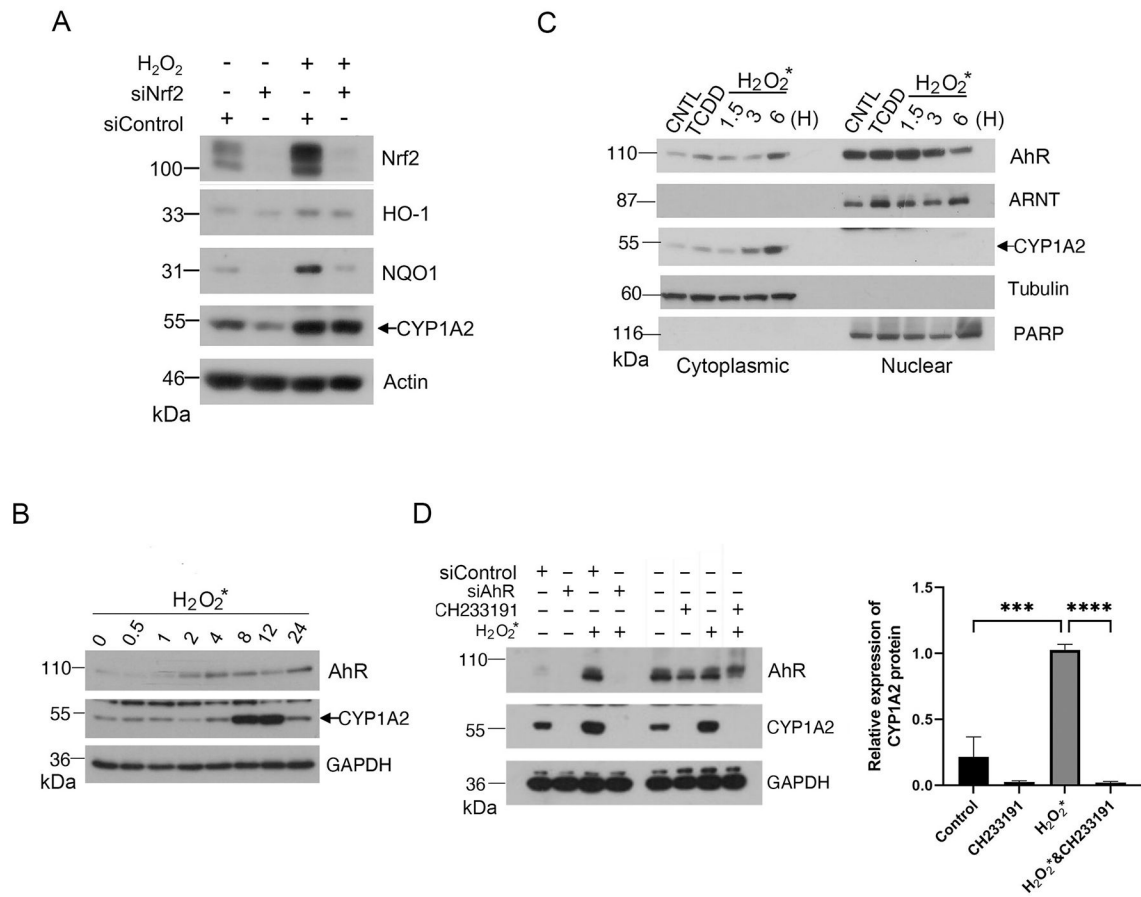 A
H2O2 - - + +
siNrf2 - + - +
siControl + - + -
100 Nrf2
33 HO-1
31 NQO1
55 CYP1A2
46 Actin
kDa
C
H2O2* H2O2*
CNTL TCDD 1.5 3 6 (H) CNTL TCDD 1.5 3 6 (H)
110 AhR
87 ARNT
55 CYP1A2
60 Tubulin
116 PARP
kDa Cytoplasmic Nuclear
B
H2O2*
0 0.5 1 2 4 8 12 24
110 AhR
55 CYP1A2
36 GAPDH
kDa
D
siControl + - + - - - - -
siAhR - + - + - - - -
CH233191 - - - - - + - +
H2O2* - - + + - - + +
110 AhR
55 CYP1A2
36 GAPDH
kDa
Relative expression of
CYP1A2 protein
1.5
1.0
0.5
0.0
*** ****
Control
CH233191
H2O2*
H2O2*&CH233191